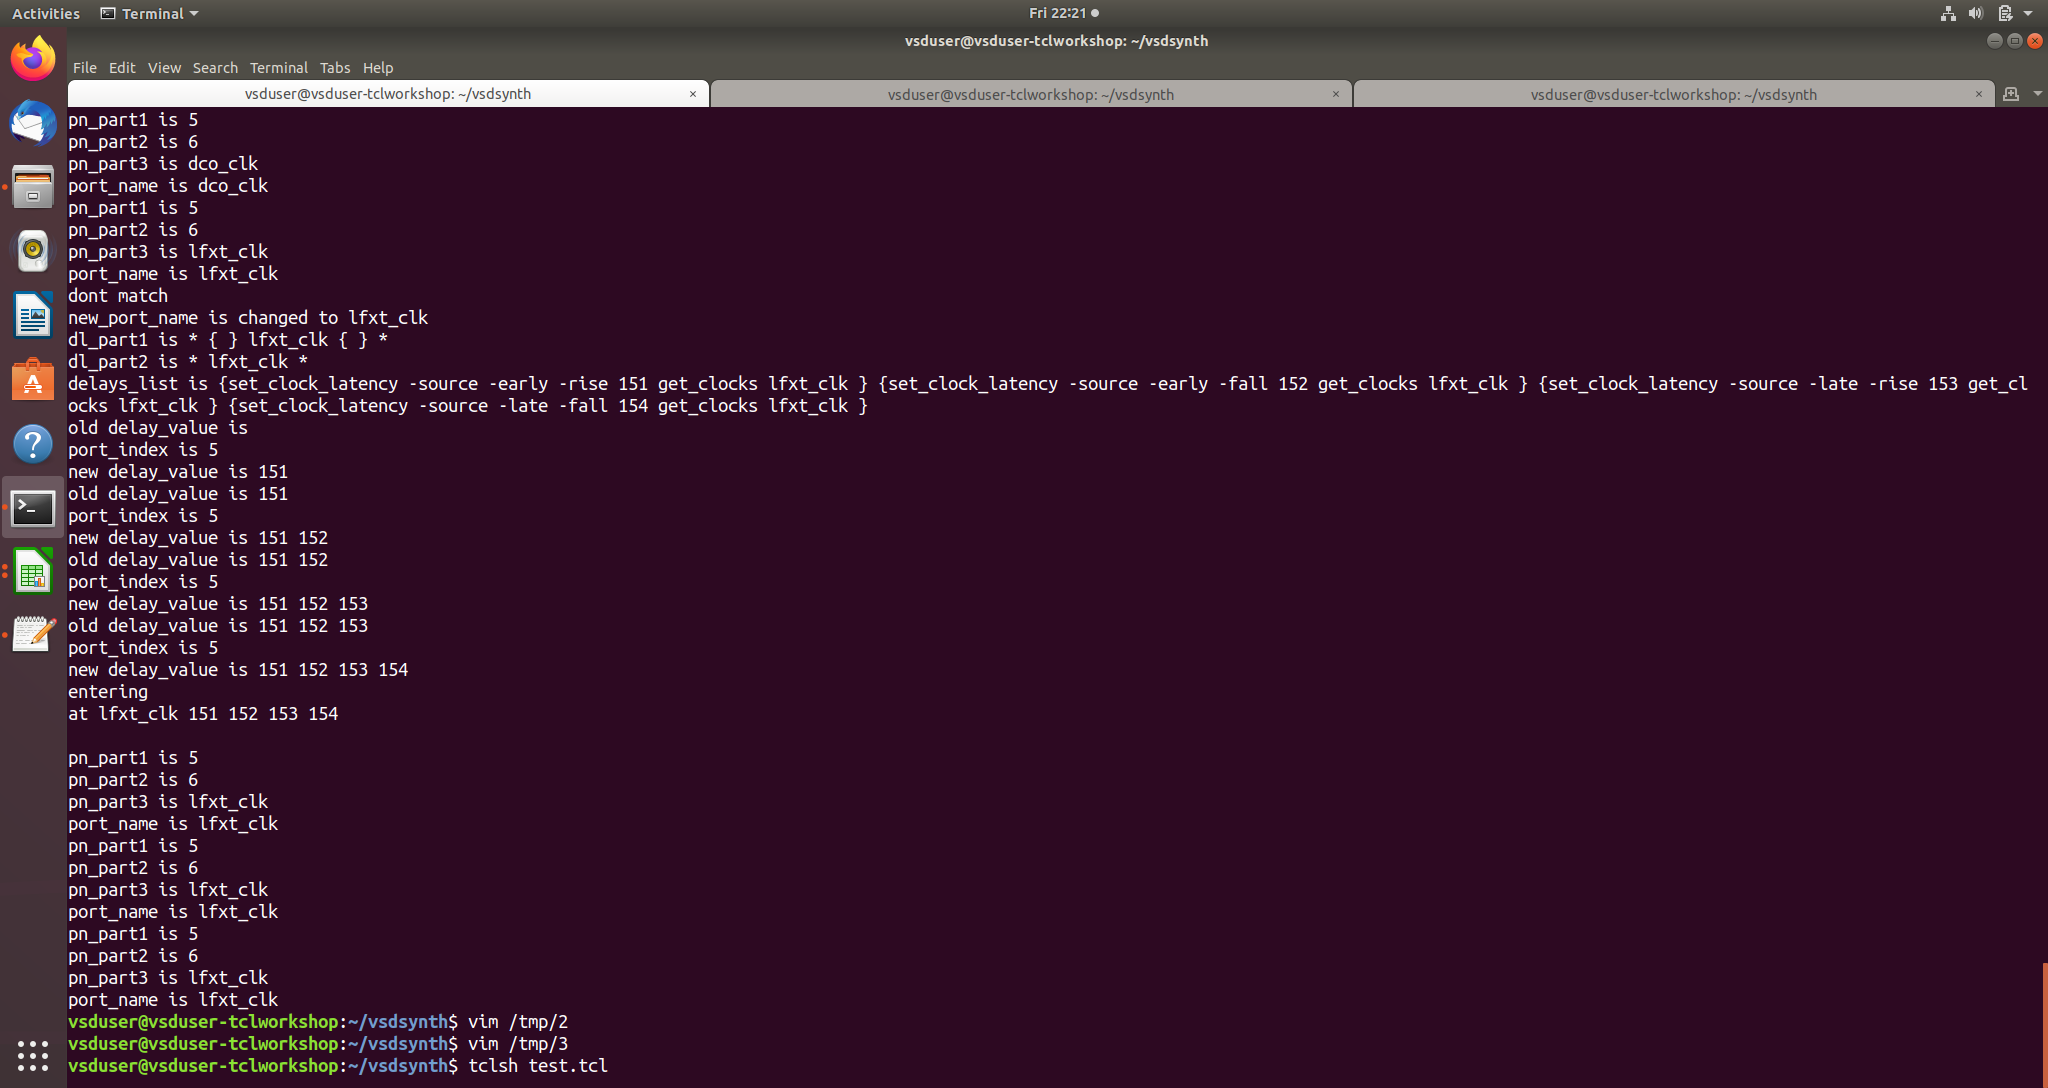 Activities Terminal Fri 22:21
vsduser@vsduser-tclworkshop: ~/vsdsynth
File Edit View Search Terminal Tabs Help
vsduser@vsduser-tclworkshop: ~/vsdsynth × vsduser@vsduser-tclworkshop: ~/vsdsynth × vsduser@vsduser-tclworkshop: ~/vsdsynth ×
pn_part1 is 5
pn_part2 is 6
pn_part3 is dco_clk
port_name is dco_clk
pn_part1 is 5
pn_part2 is 6
pn_part3 is lfxt_clk
port_name is lfxt_clk
dont match
new_port_name is changed to lfxt_clk
dl_part1 is * { } lfxt_clk { } *
dl_part2 is * lfxt_clk *
delays_list is {set_clock_latency -source -early -rise 151 get_clocks lfxt_clk } {set_clock_latency -source -early -fall 152 get_clocks lfxt_clk } {set_clock_latency -source -late -rise 153 get_cl
ocks lfxt_clk } {set_clock_latency -source -late -fall 154 get_clocks lfxt_clk }
old delay_value is
port_index is 5
new delay_value is 151
old delay_value is 151
port_index is 5
new delay_value is 151 152
old delay_value is 151 152
port_index is 5
new delay_value is 151 152 153
old delay_value is 151 152 153
port_index is 5
new delay_value is 151 152 153 154
entering
at lfxt_clk 151 152 153 154
pn_part1 is 5
pn_part2 is 6
pn_part3 is lfxt_clk
port_name is lfxt_clk
pn_part1 is 5
pn_part2 is 6
pn_part3 is lfxt_clk
port_name is lfxt_clk
pn_part1 is 5
pn_part2 is 6
pn_part3 is lfxt_clk
port_name is lfxt_clk
vsduser@vsduser-tclworkshop:~/vsdsynth$ vim /tmp/2
vsduser@vsduser-tclworkshop:~/vsdsynth$ vim /tmp/3
vsduser@vsduser-tclworkshop:~/vsdsynth$ tclsh test.tcl